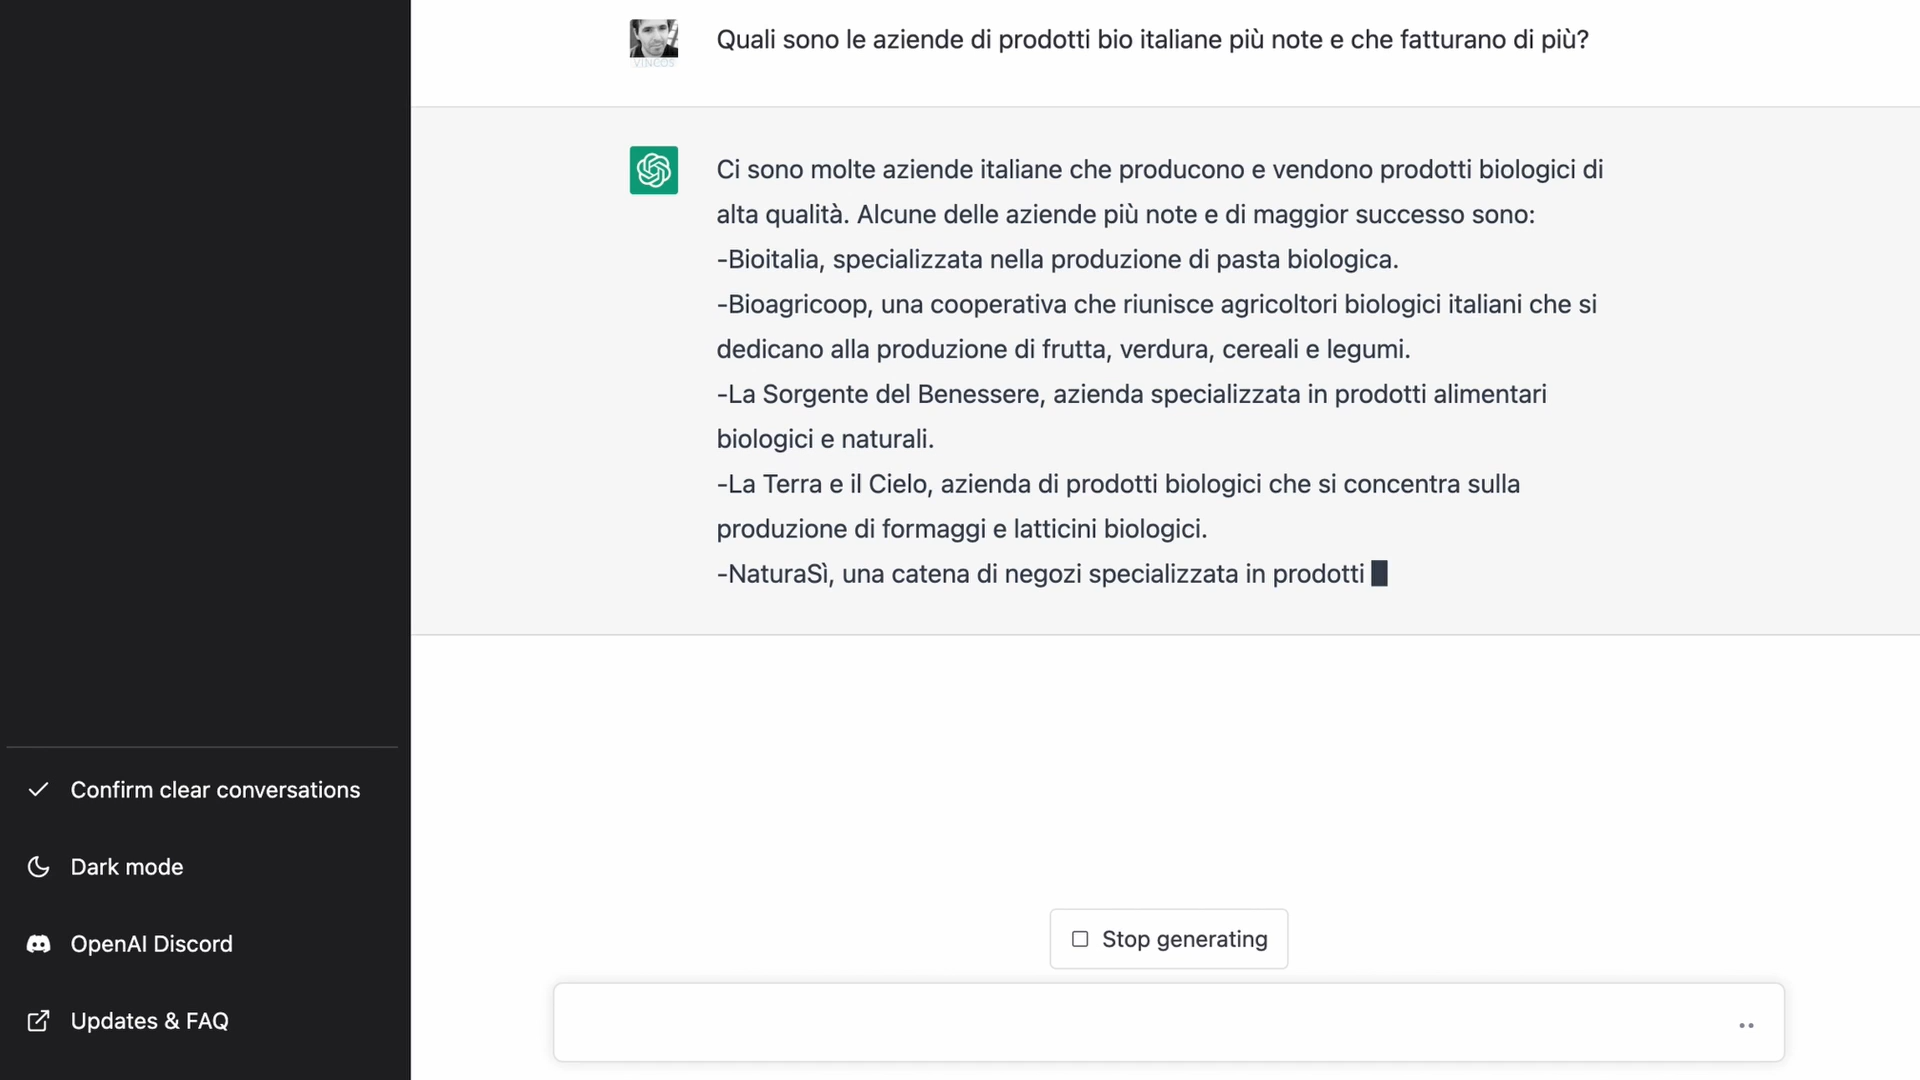 Quali sono le aziende di prodotti bio italiane più note e che fatturano di più?
VINCOS
Ci sono molte aziende italiane che producono e vendono prodotti biologici di
alta qualità. Alcune delle aziende più note e di maggior successo sono:
-Bioitalia, specializzata nella produzione di pasta biologica.
-Bioagricoop, una cooperativa che riunisce agricoltori biologici italiani che si
dedicano alla produzione di frutta, verdura, cereali e legumi.
-La Sorgente del Benessere, azienda specializzata in prodotti alimentari
biologici e naturali.
-La Terra e il Cielo, azienda di prodotti biologici che si concentra sulla
produzione di formaggi e latticini biologici.
-NaturaSì, una catena di negozi specializzata in prodotti
Confirm clear conversations
Dark mode
OpenAI Discord
Updates & FAQ
Stop generating